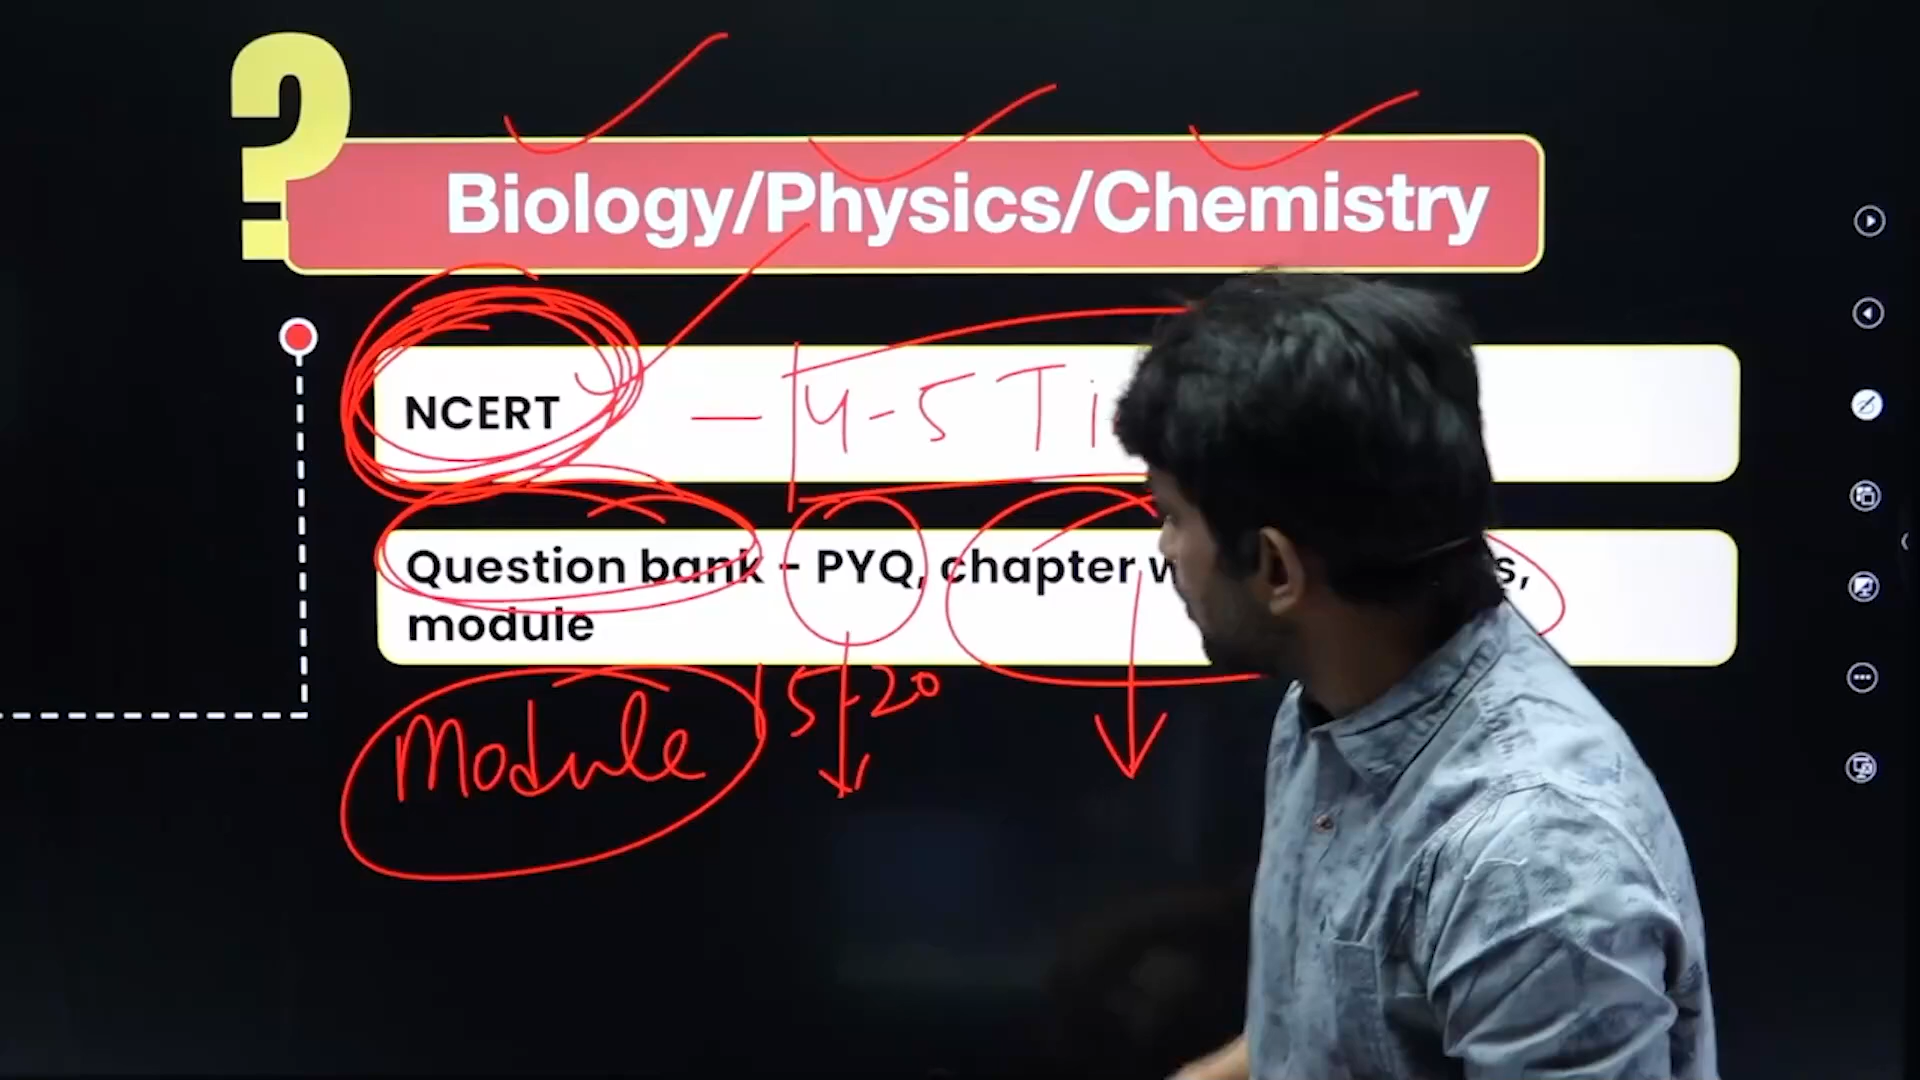 Biology/Physics/Chemistry
NCERT - 4-5 Ti
Question bank - PYQ, chapter w s,
module
Module 15-20